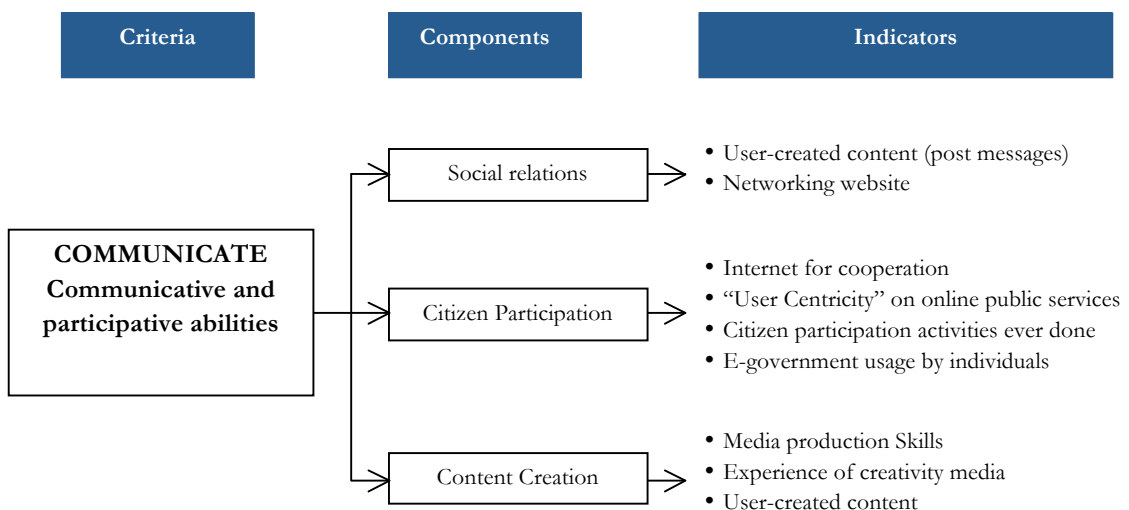 Criteria
Components
Indicators
COMMUNICATE
Communicative and
participative abilities
Social relations
• User-created content (post messages)
• Networking website
Citizen Participation
• Internet for cooperation
• “User Centricity” on online public services
• Citizen participation activities ever done
• E-government usage by individuals
Content Creation
• Media production Skills
• Experience of creativity media
• User-created content